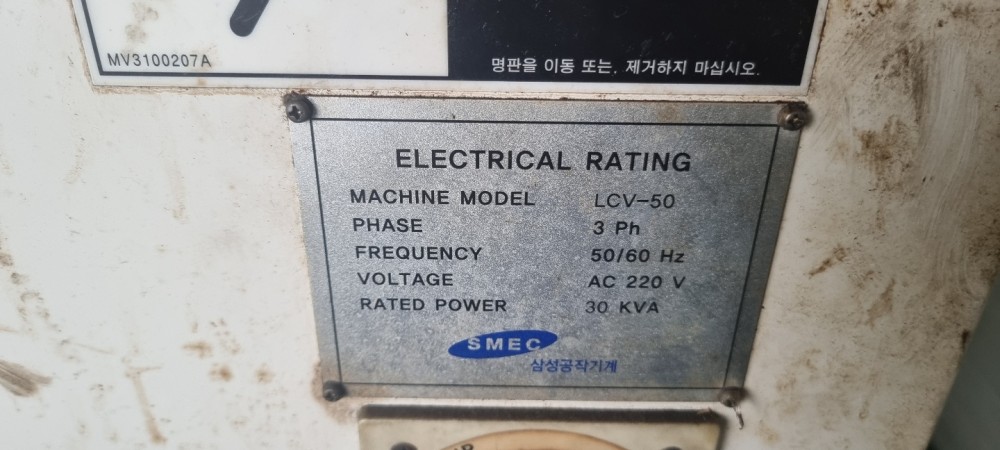 MV3100207A
명판을 이동 또는, 제거하지 마십시오.
ELECTRICAL RATING
MACHINE MODEL LCV-50
PHASE 3 Ph
FREQUENCY 50/60 Hz
VOLTAGE AC 220 V
RATED POWER 30 KVA
SMEC
삼성공작기계